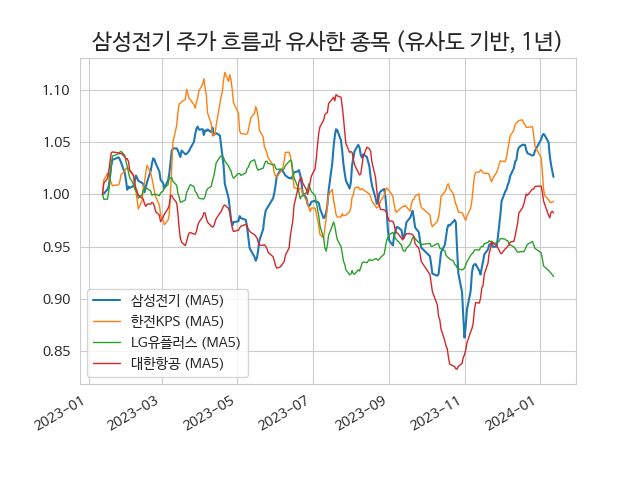 삼성전기 주가 흐름과 유사한 종목 (유사도 기반, 1년)
1.10
1.05
1.00
0.95
0.90
0.85
삼성전기 (MA5)
한전KPS (MA5)
LG유플러스 (MA5)
대한항공 (MA5)
2023-01
2023-03
2023-05
2023-07
2023-09
2023-11
2024-01